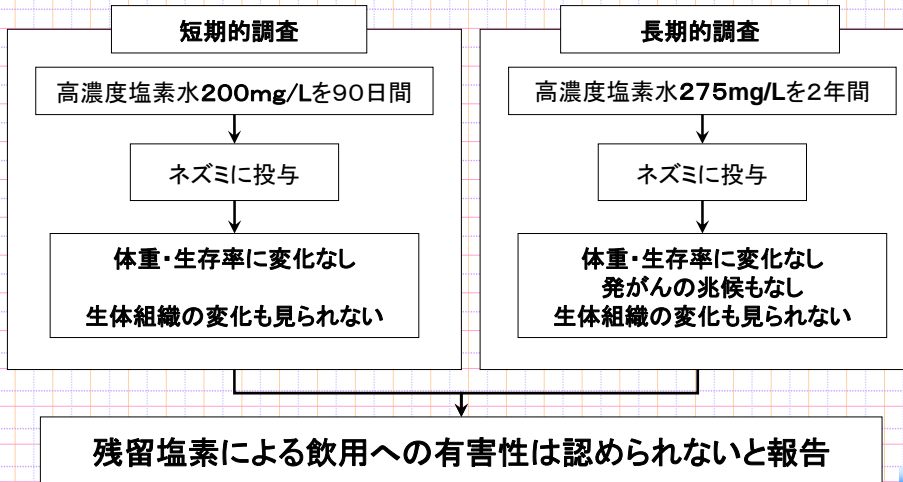 短期的調査
高濃度塩素水200mg/Lを90日間
ネズミに投与
体重・生存率に変化なし
生体組織の変化も見られない
長期的調査
高濃度塩素水275mg/Lを2年間
ネズミに投与
体重・生存率に変化なし
発がんの兆候もなし
生体組織の変化も見られない
残留塩素による飲用への有害性は認められないと報告